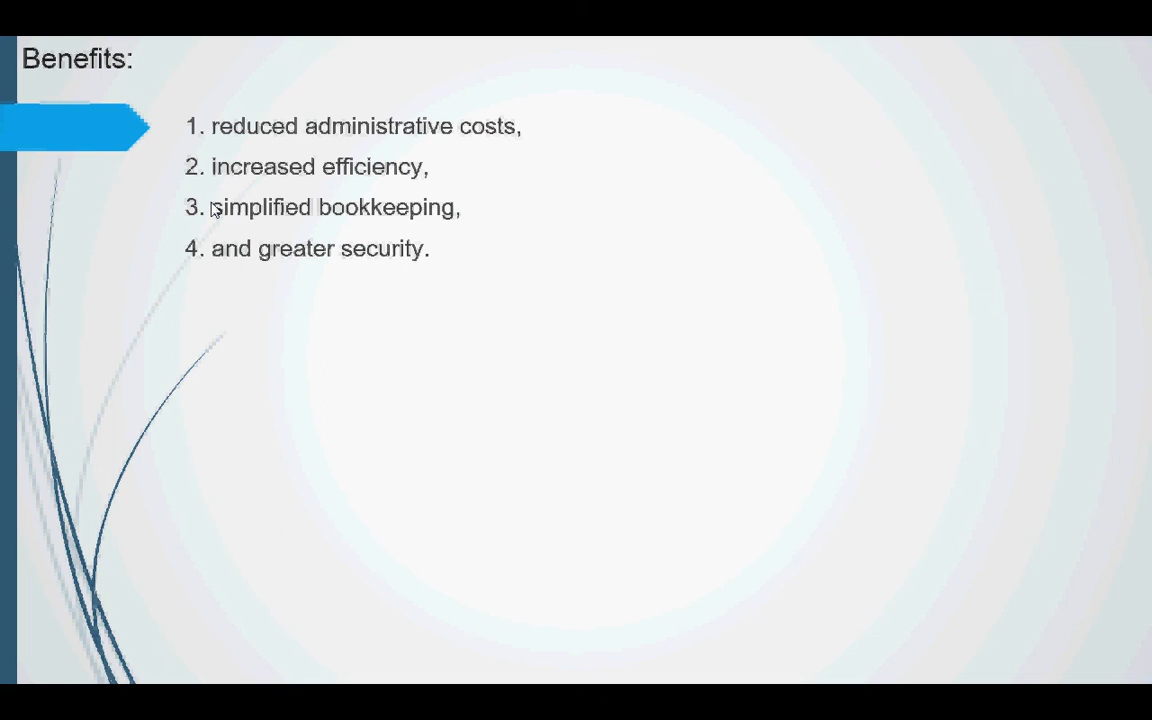 Benefits:
1. reduced administrative costs,
2. increased efficiency,
3. simplified bookkeeping,
4. and greater security.